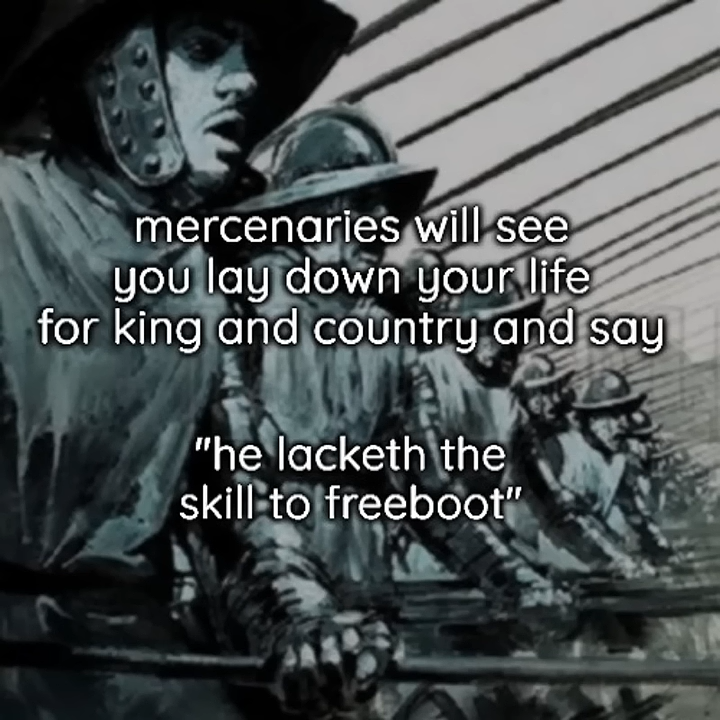 mercenaries will see
you lay down your life
for king and country and say
"he lacketh the
skill to freeboot"